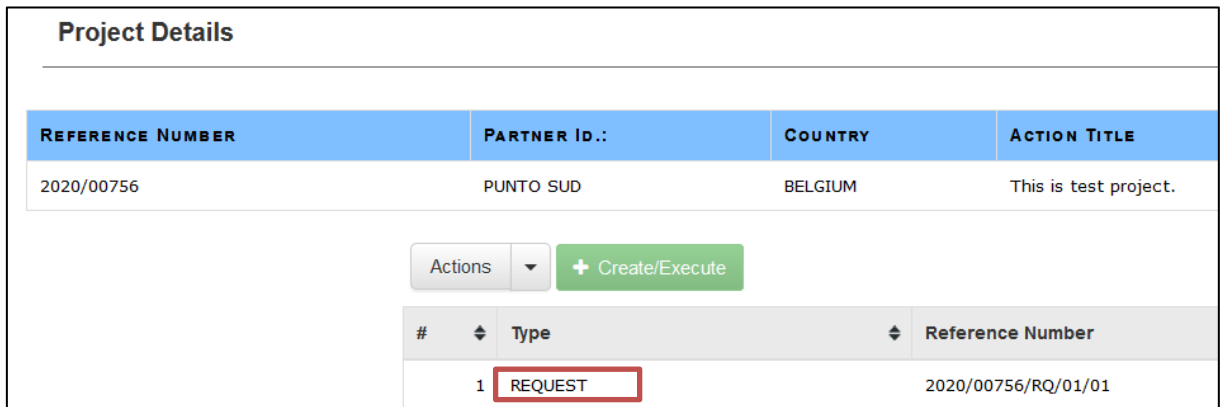 Project Details
REFERENCE NUMBER PARTNER ID.: COUNTRY ACTION TITLE
2020/00756 PUNTO SUD BELGIUM This is test project.
Actions + Create/Execute
# Type Reference Number
1 REQUEST 2020/00756/RQ/01/01